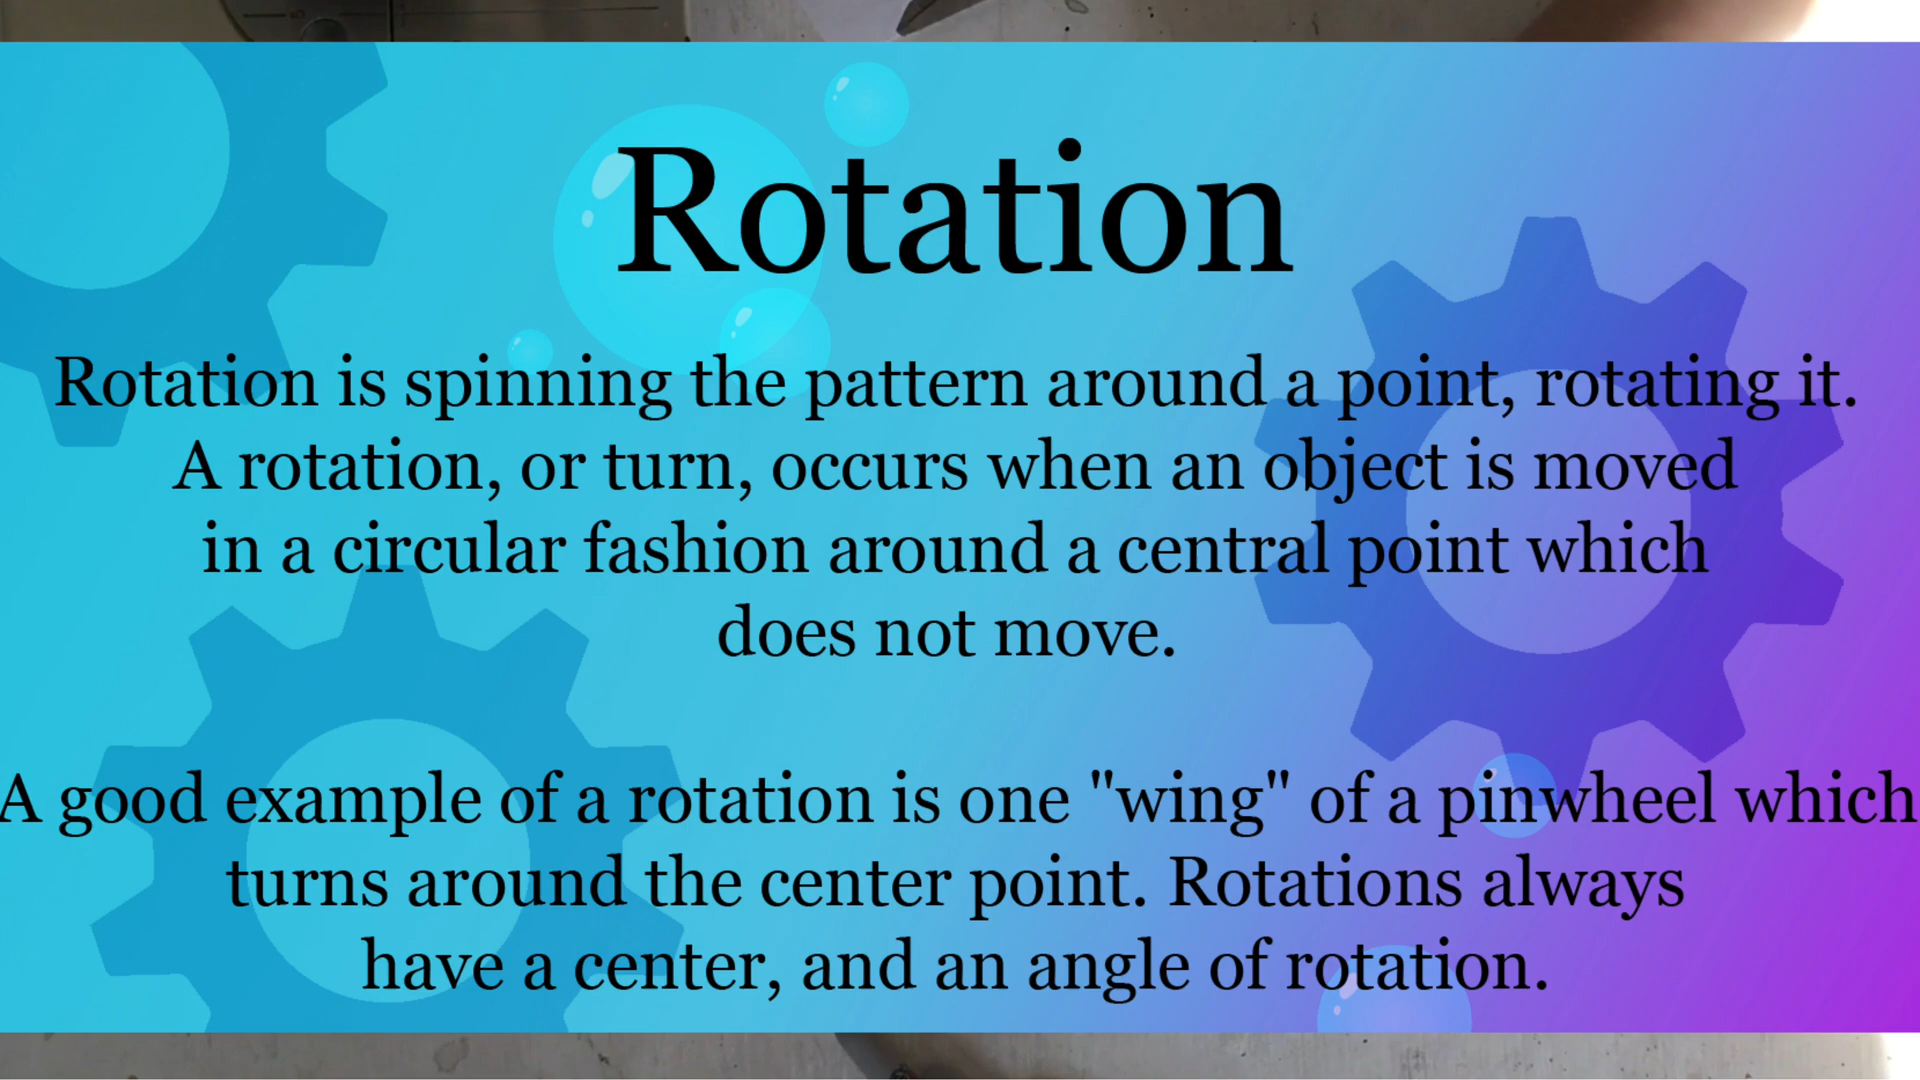 Rotation
Rotation is spinning the pattern around a point, rotating it.
A rotation, or turn, occurs when an object is moved
in a circular fashion around a central point which
does not move.
A good example of a rotation is one "wing" of a pinwheel which
turns around the center point. Rotations always
have a center, and an angle of rotation.